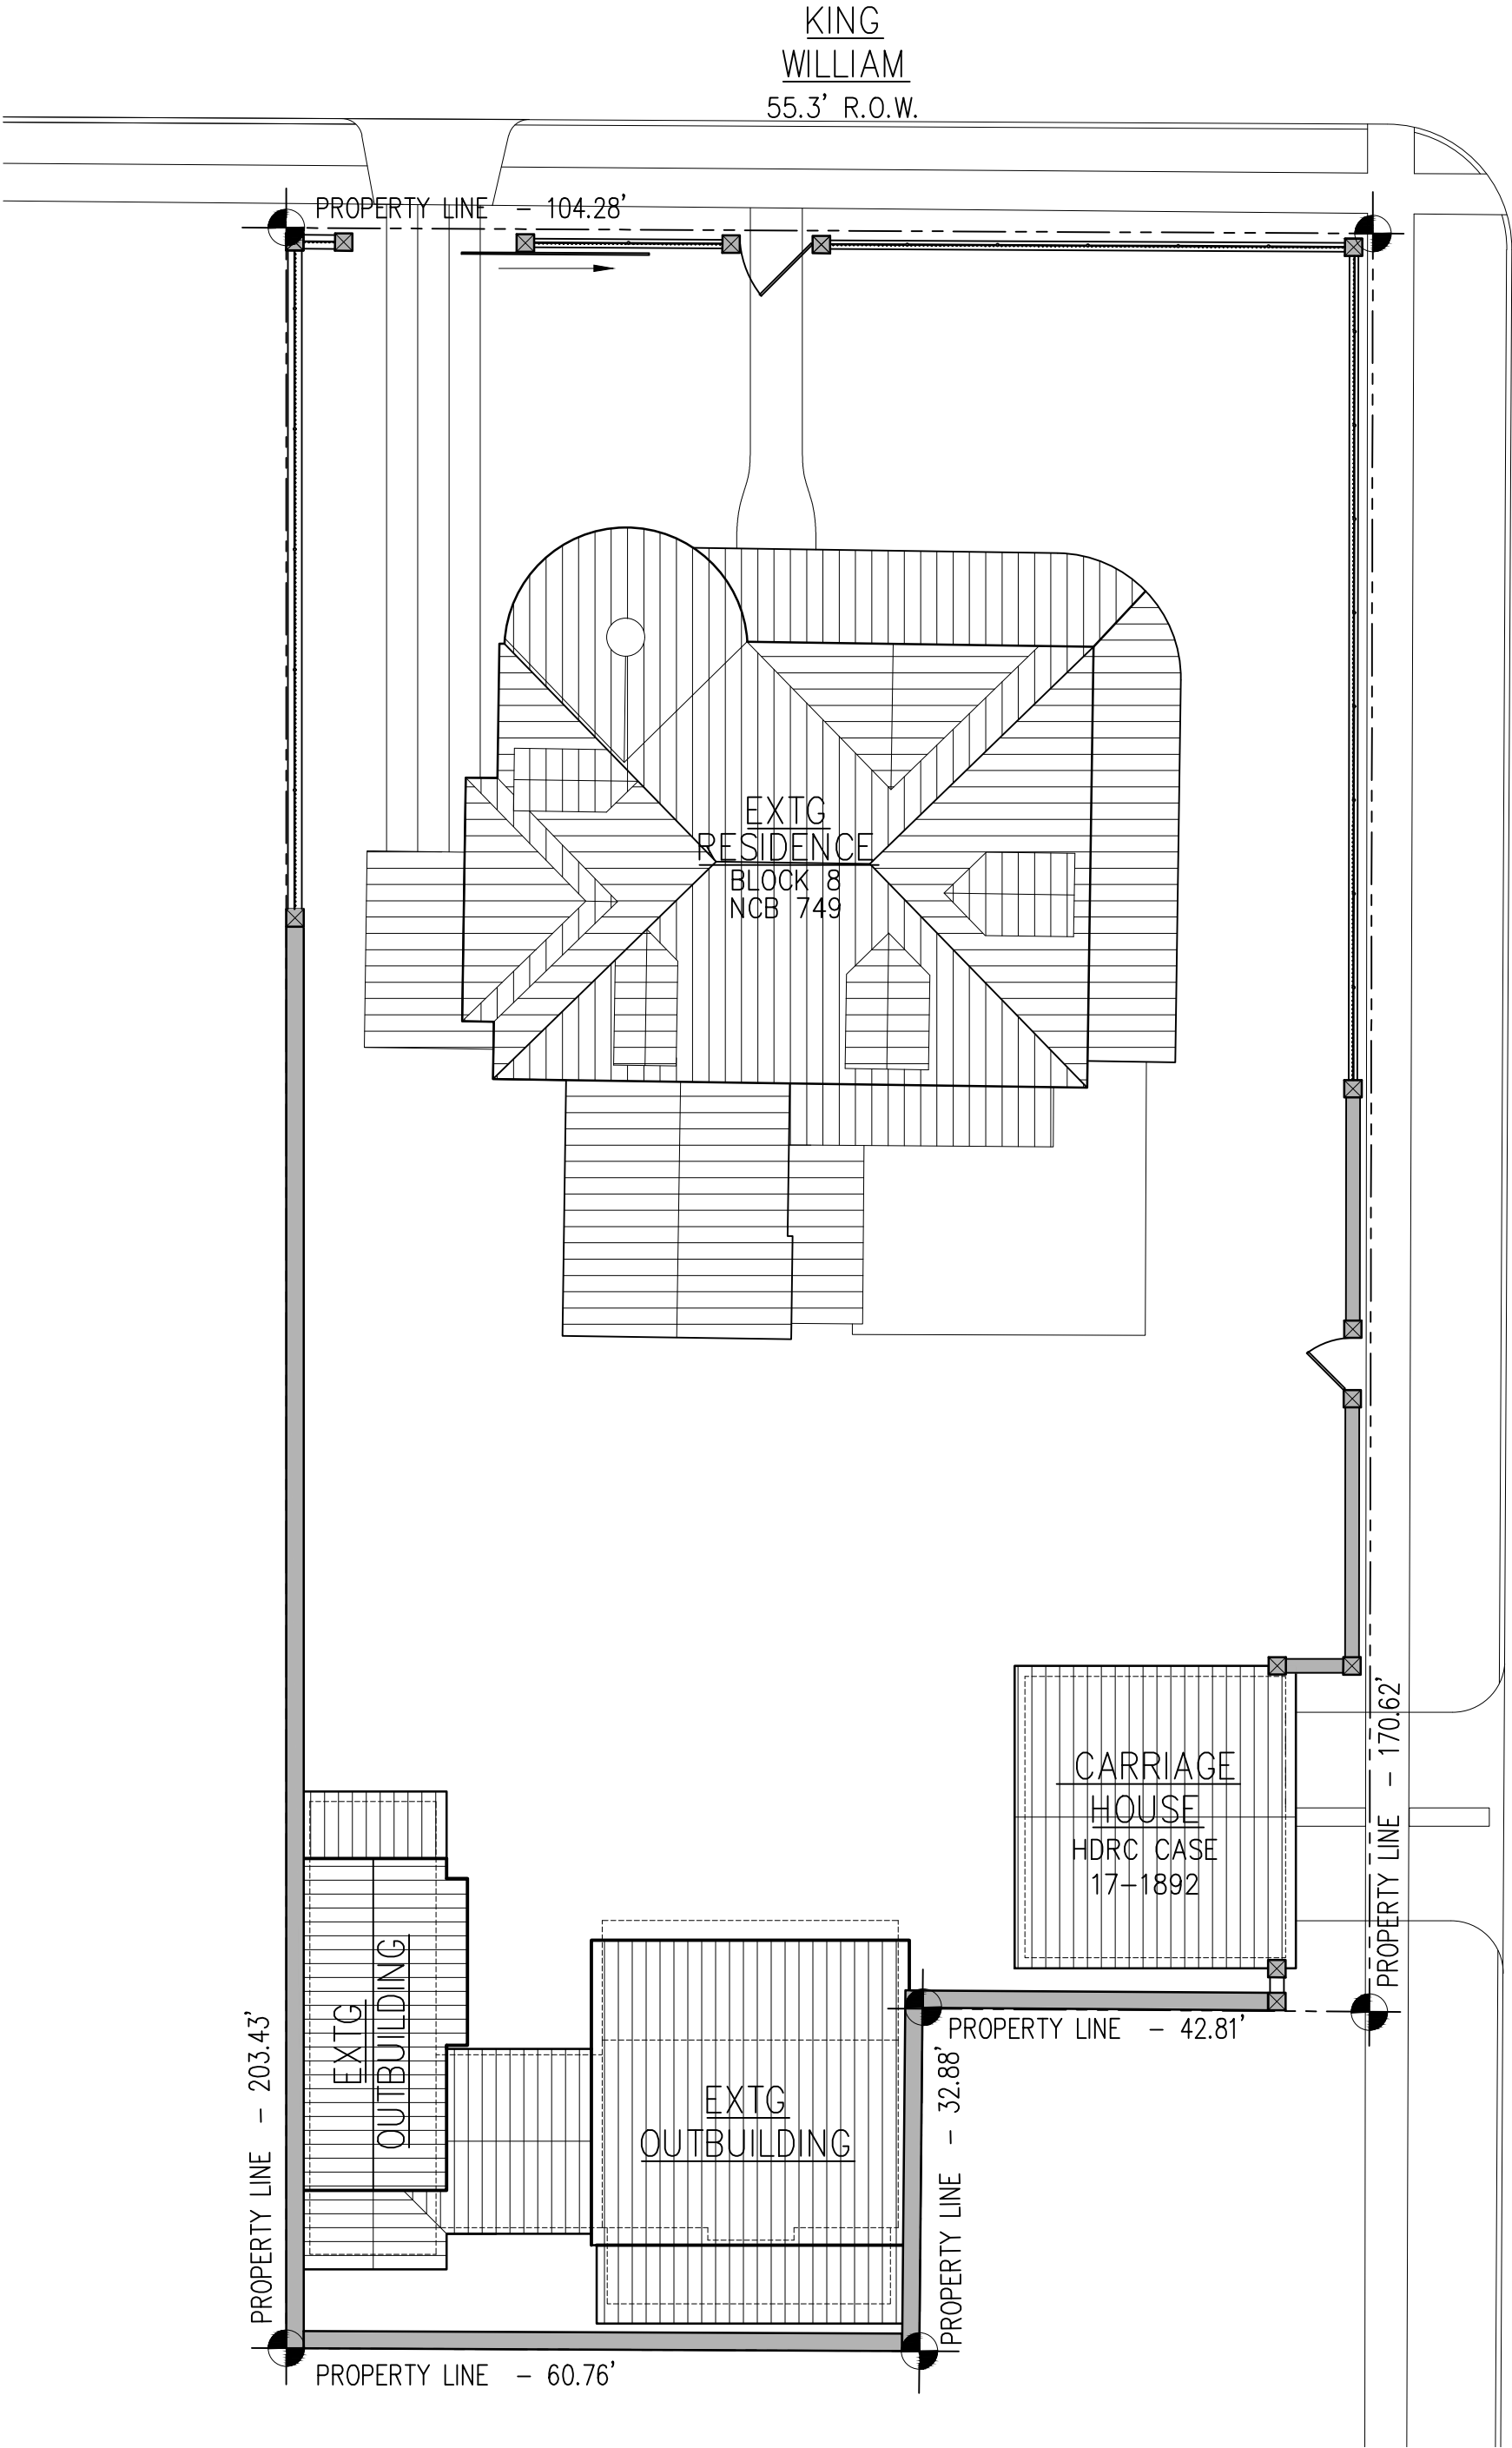 KING
WILLIAM
55.3' R.O.W.
PROPERTY LINE - 104.28'
EXTG
RESIDENCE
BLOCK 8
NCB 749
CARRIAGE
HOUSE
HDRC CASE
17-1892
PROPERTY LINE - 170.62'
EXTG
OUTBUILDING
PROPERTY LINE - 203.43'
EXTG
OUTBUILDING
PROPERTY LINE - 42.81'
PROPERTY LINE - 32.88'
PROPERTY LINE - 60.76'